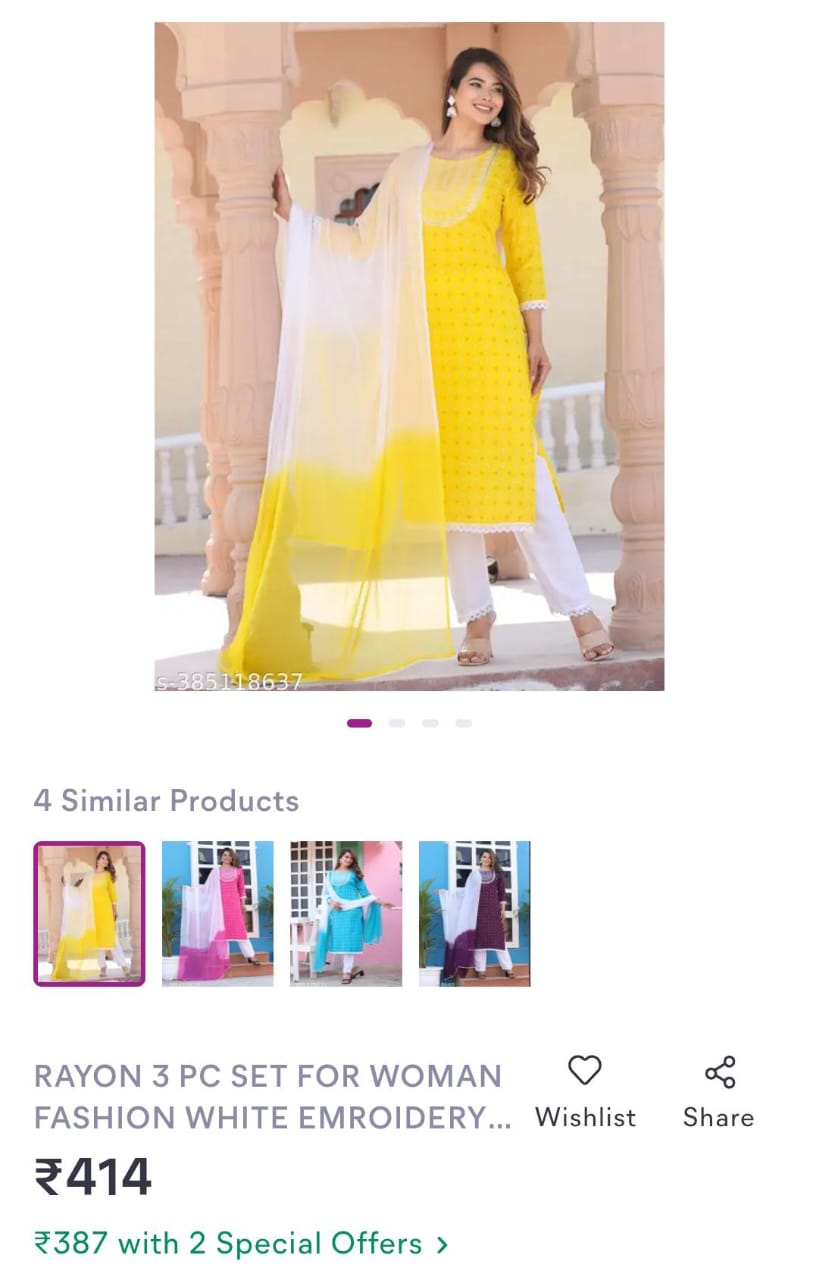 s-385118637
4 Similar Products
RAYON 3 PC SET FOR WOMAN
FASHION WHITE EMROIDERY...
Wishlist
Share
₹414
₹387 with 2 Special Offers >